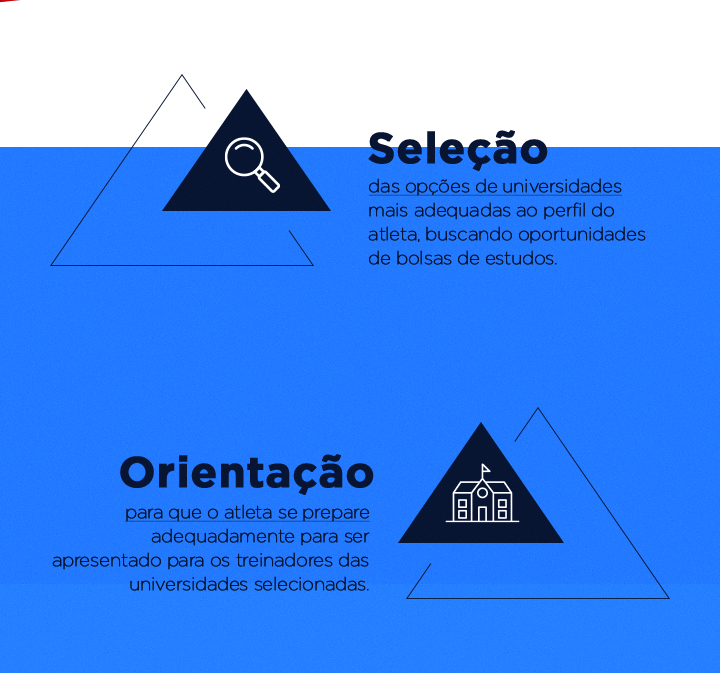 Seleção
das opções de universidades
mais adequadas ao perfil do
atleta, buscando oportunidades
de bolsas de estudos.
Orientação
para que o atleta se prepare
adequadamente para ser
apresentado para os treinadores das
universidades selecionadas.